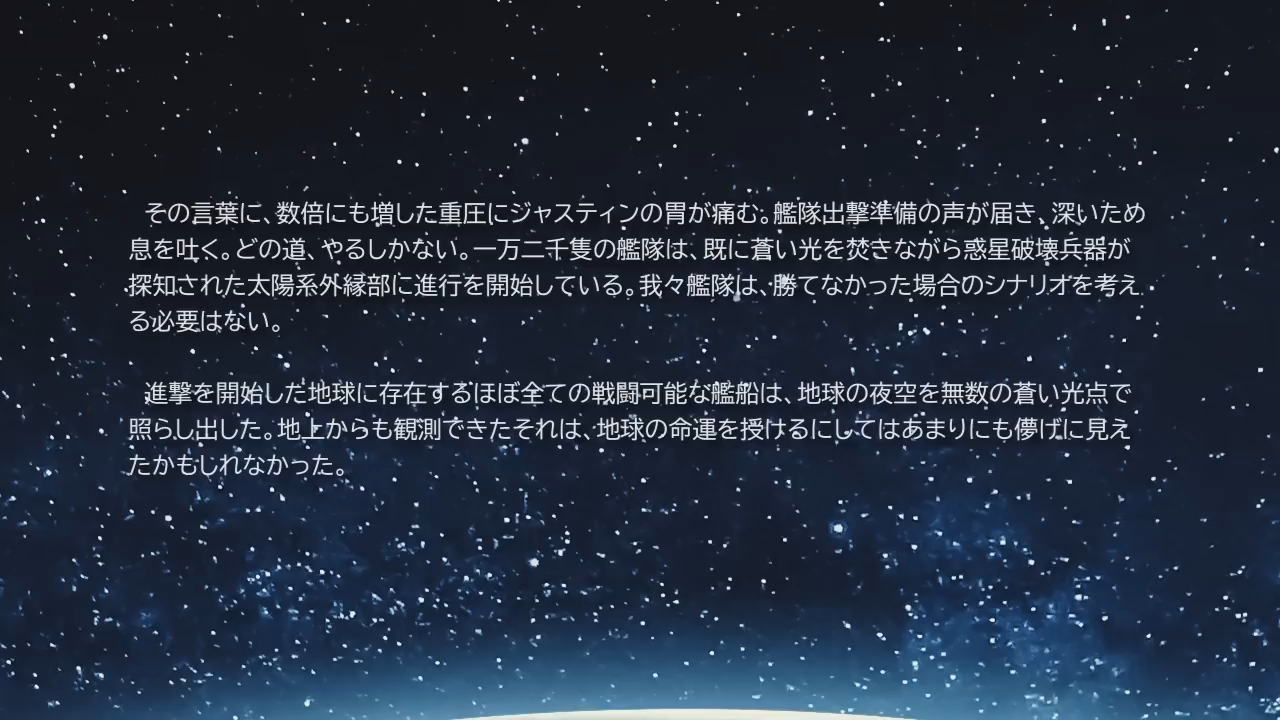 その言葉に、数倍にも増した重圧にジャスティンの胃が痛む。艦隊出撃準備の声が届き、深いため
息を吐く。どの道、やるしかない。一万二千隻の艦隊は、既に蒼い光を焚きながら惑星破壊兵器が
探知された太陽系外縁部に進行を開始している。我々艦隊は、勝てなかった場合のシナリオを考え
る必要はない。
進撃を開始した地球に存在するほぼ全ての戦闘可能な艦船は、地球の夜空を無数の蒼い光点で
照らし出した。地上からも観測できたそれは、地球の命運を授けるにしてはあまりにも儚げに見え
たかもしれなかった。